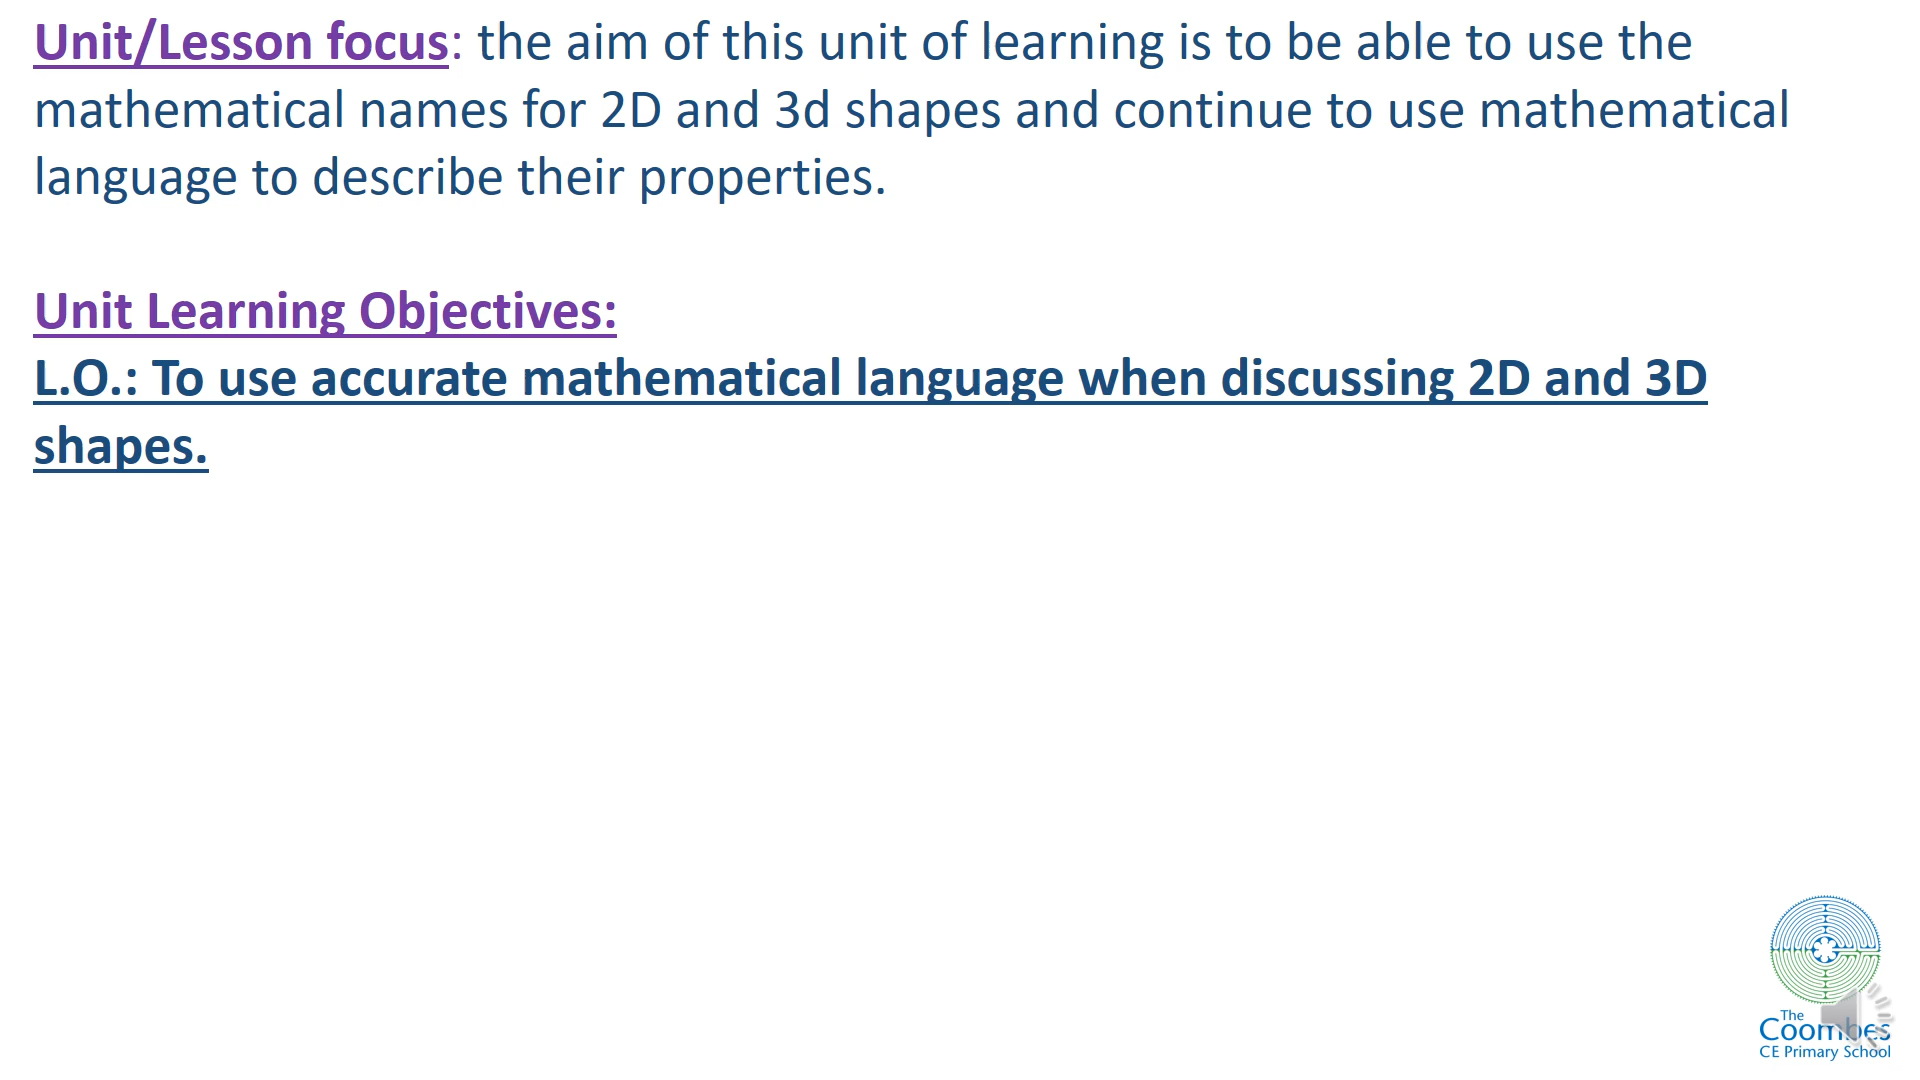 Unit/Lesson focus: the aim of this unit of learning is to be able to use the
mathematical names for 2D and 3d shapes and continue to use mathematical
language to describe their properties.
Unit Learning Objectives:
L.O.: To use accurate mathematical language when discussing 2D and 3D
shapes.
The
Coombes
CE Primary School